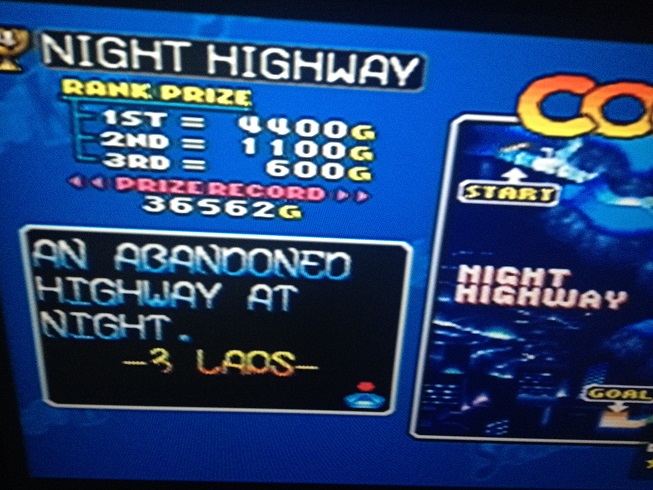 NIGHT HIGHWAY
RANK PRIZE
1ST = 4400G
2ND = 1100G
3RD = 600G
PRIZE RECORD
36562G
AN ABANDONED
HIGHWAY AT
NIGHT.
-3 LAPS-
CO
START
NIGHT
HIGHWAY
GOAL